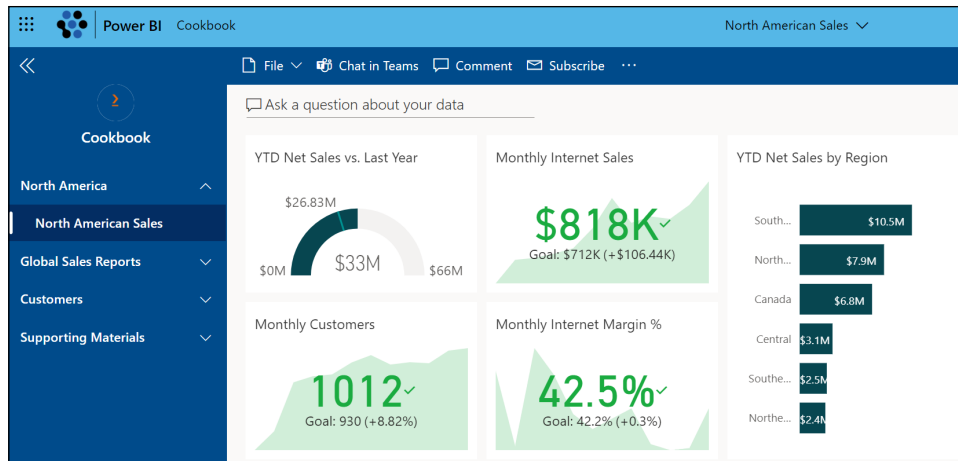 Power BI Cookbook North American Sales
File Chat in Teams Comment Subscribe ...
Cookbook
North America
North American Sales
Global Sales Reports
Customers
Supporting Materials
Ask a question about your data
YTD Net Sales vs. Last Year
$26.83M
$0M $33M $66M
Monthly Internet Sales
$818K
Goal: $712K (+$106.44K)
YTD Net Sales by Region
South... $10.5M
North... $7.9M
Canada $6.8M
Central $3.1M
Southe... $2.5M
Northe... $2.4M
Monthly Customers
1012
Goal: 930 (+8.82%)
Monthly Internet Margin %
42.5%
Goal: 42.2% (+0.3%)